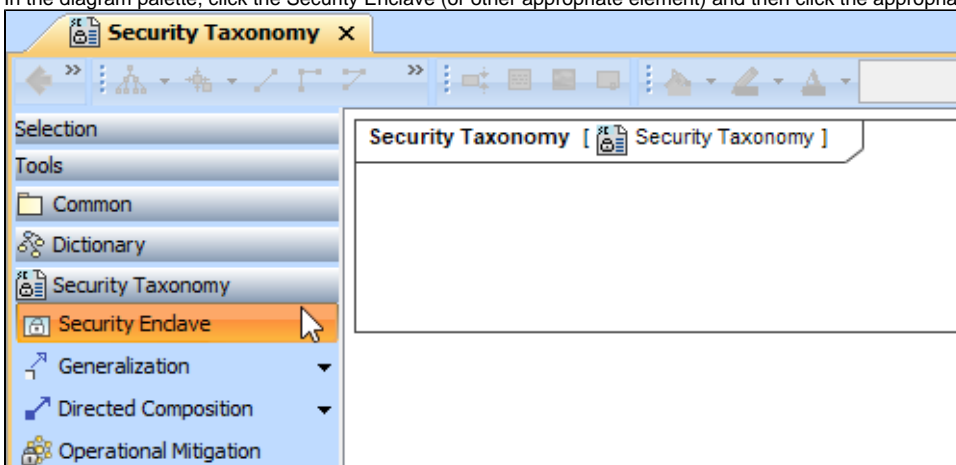 In the diagram palette, click the Security Enclave (or other appropriate element) and then click the
Security Taxonomy X
Selection
Security Taxonomy [ Security Taxonomy ]
Tools
Common
Dictionary
Security Taxonomy
Security Enclave
Generalization
Directed Composition
Operational Mitigation